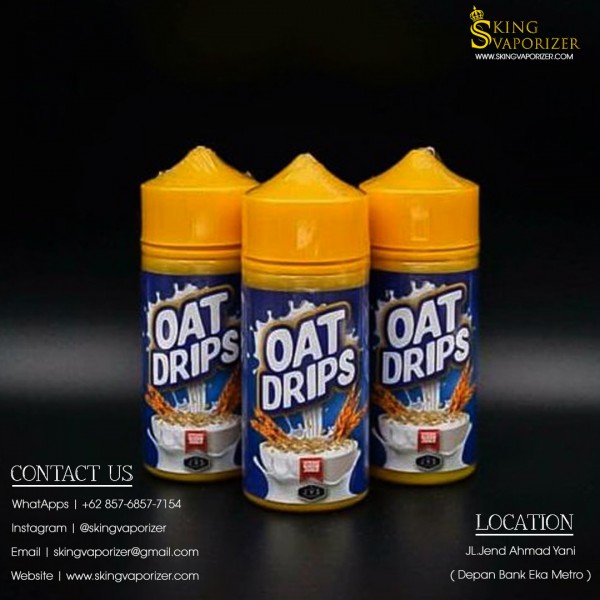 SKING
VAPORIZER
WWW.SKINGVAPORIZER.COM
OAT
DRIPS
OAT
DRIPS
OAT
DRIPS
CONTACT US
WhatApps | +62 857-6857-7154
Instagram | @skingvaporizer
Email | skingvaporizer@gmail.com
Website | www.skingvaporizer.com
LOCATION
JL.Jend Ahmad Yani
( Depan Bank Eka Metro )